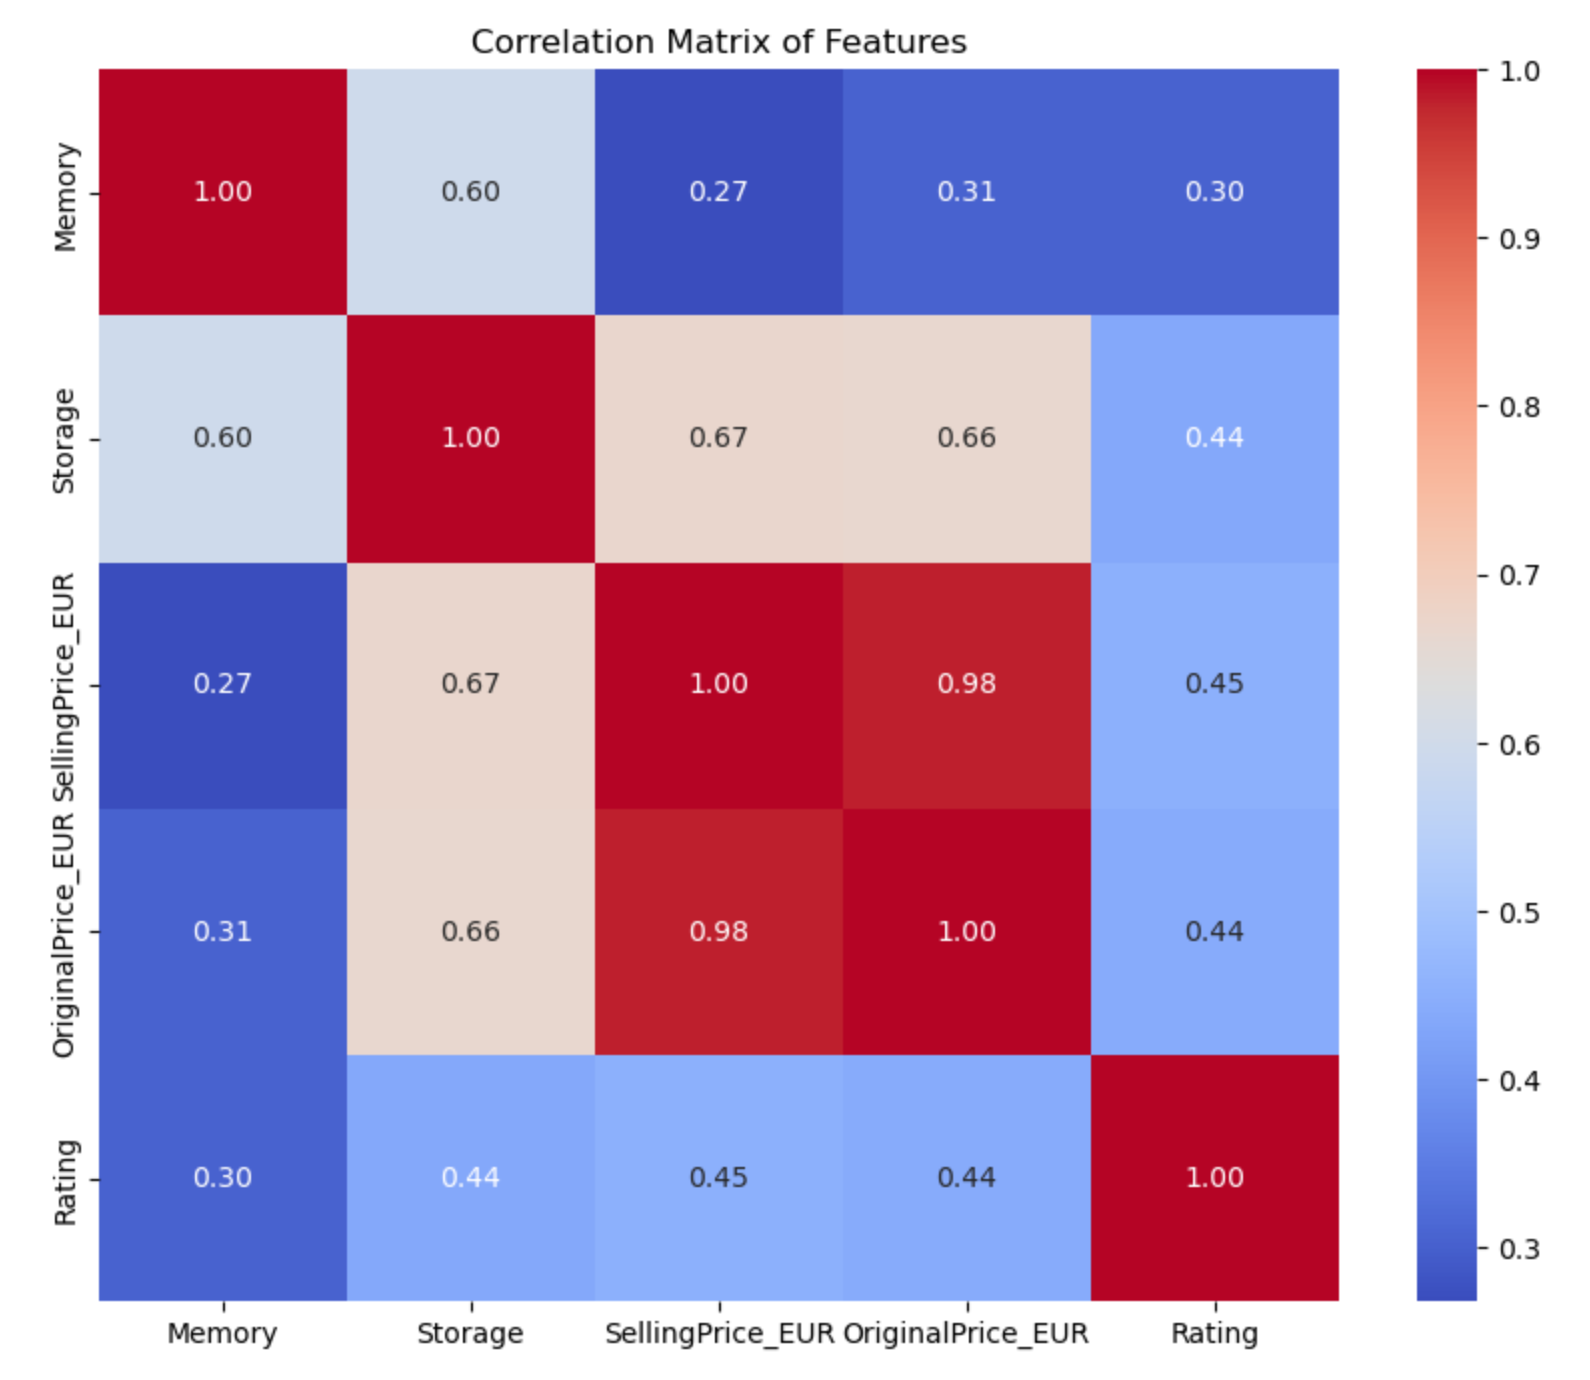 Correlation Matrix of Features
Memory
1.00 0.60 0.27 0.31 0.30
Storage
0.60 1.00 0.67 0.66 0.44
SellingPrice_EUR
0.27 0.67 1.00 0.98 0.45
OriginalPrice_EUR
0.31 0.66 0.98 1.00 0.44
Rating
0.30 0.44 0.45 0.44 1.00
Memory Storage SellingPrice_EUR OriginalPrice_EUR Rating
1.0
0.9
0.8
0.7
0.6
0.5
0.4
0.3